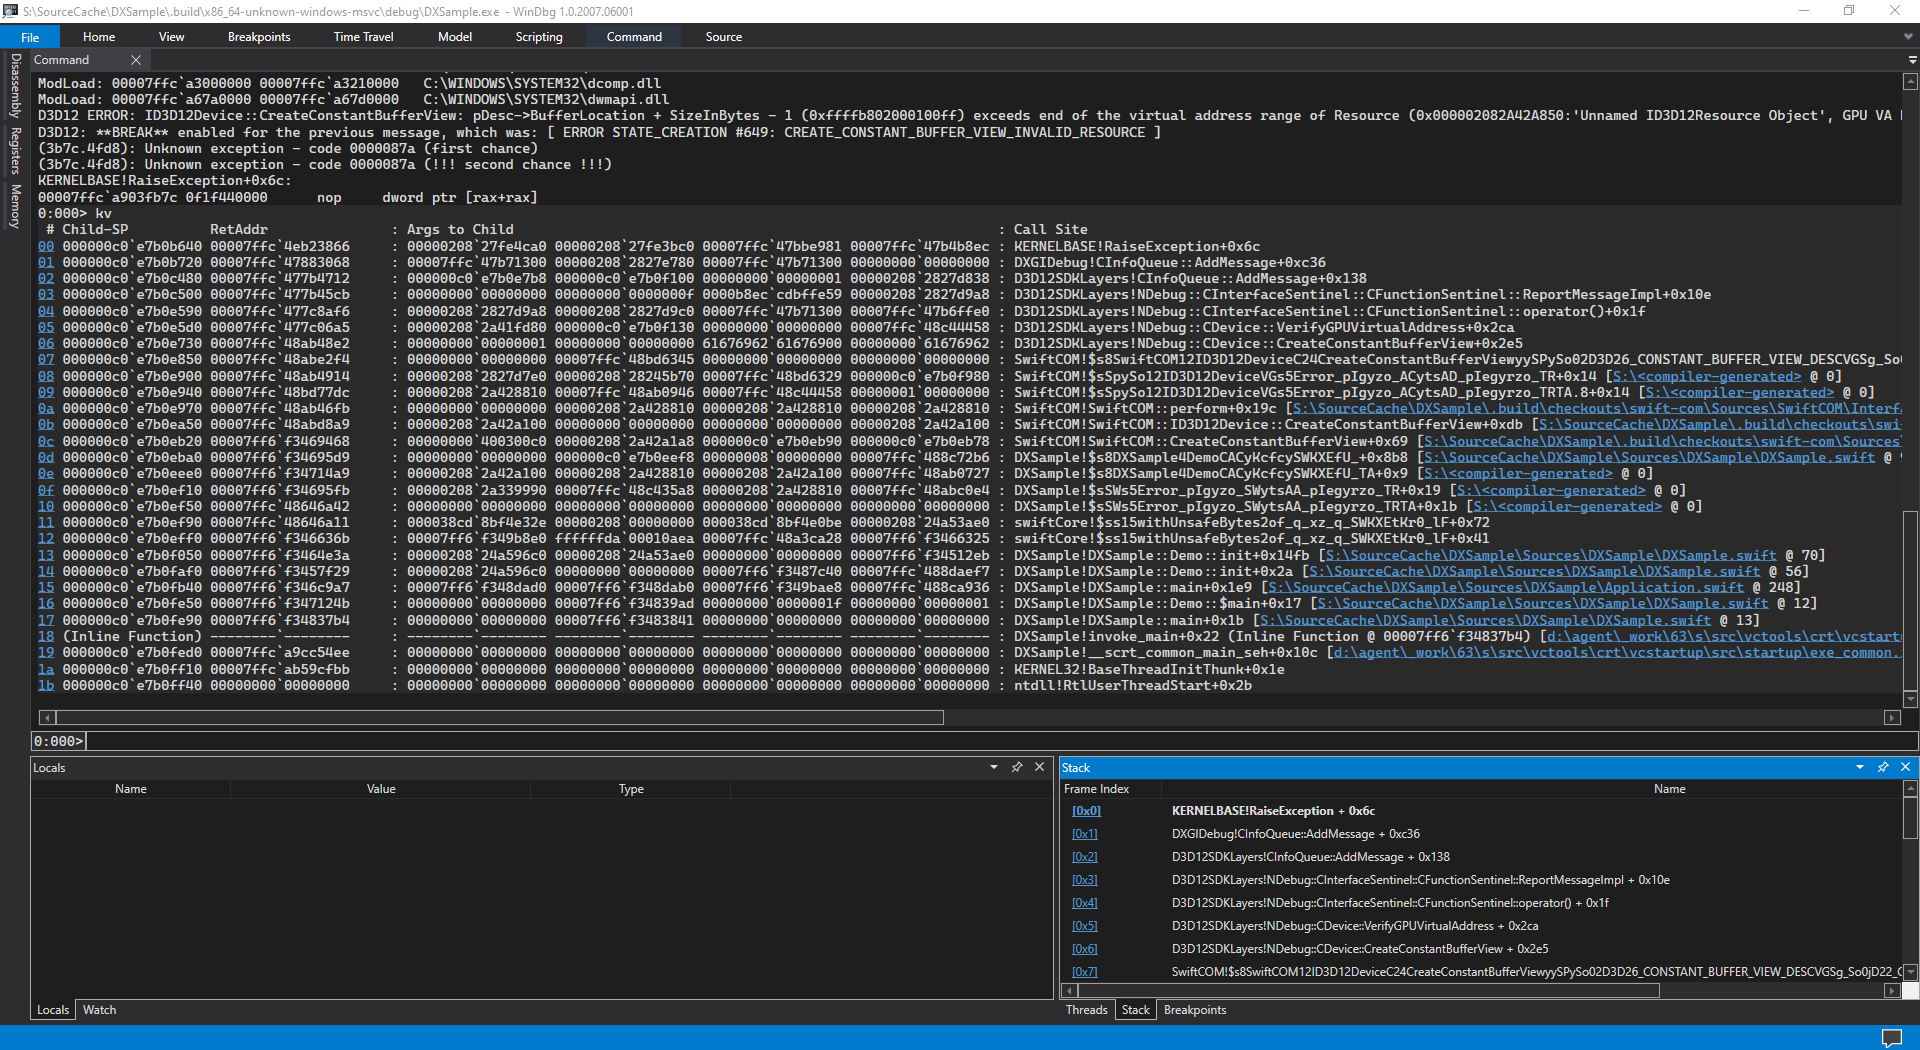 S:\SourceCache\DXSample\.build\x86_64-unknown-windows-msvc\debug\DXSample.exe - WinDbg 1.0.2007.06001
File Home View Breakpoints Time Travel Model Scripting Command Source
Disassembly
Registers
Memory
Command
ModLoad: 00007ffc`a3000000 00007ffc`a3210000   C:\WINDOWS\SYSTEM32\dcomp.dll
ModLoad: 00007ffc`a67a0000 00007ffc`a67d0000   C:\WINDOWS\SYSTEM32\dwmapi.dll
D3D12 ERROR: ID3D12Device::CreateConstantBufferView: pDesc->BufferLocation + SizeInBytes - 1 (0xffffb802000100ff) exceeds end of the virtual address range of Resource (0x000002082A42A850:'Unnamed ID3D12Resource Object', GPU VA
D3D12: **BREAK** enabled for the previous message, which was: [ ERROR STATE_CREATION #649: CREATE_CONSTANT_BUFFER_VIEW_INVALID_RESOURCE ]
(3b7c.4fd8): Unknown exception - code 0000087a (first chance)
(3b7c.4fd8): Unknown exception - code 0000087a (!!! second chance !!!)
KERNELBASE!RaiseException+0x6c:
00007ffc`a903fb7c 0f1f440000      nop     dword ptr [rax+rax]
0:000> kv
 # Child-SP          RetAddr               : Args to Child                                                           : Call Site
00 000000c0`e7b0b640 00007ffc`4eb23866     : 00000208`27fe4ca0 00000208`27fe3bc0 00007ffc`47bbe981 00007ffc`47b4b8ec : KERNELBASE!RaiseException+0x6c
01 000000c0`e7b0b720 00007ffc`47883068     : 00007ffc`47b71300 00000208`2827e780 00007ffc`47b71300 00000000`00000000 : DXGIDebug!CInfoQueue::AddMessage+0xc36
02 000000c0`e7b0c480 00007ffc`477b4712     : 000000c0`e7b0e7b8 000000c0`e7b0f100 00000000`00000001 00000208`2827d838 : D3D12SDKLayers!CInfoQueue::AddMessage+0x138
03 000000c0`e7b0c500 00007ffc`477b45cb     : 00000000`00000000 00000000`0000000f 0000b8ec`cdbffe59 00000208`2827d9a8 : D3D12SDKLayers!NDebug::CInterfaceSentinel::CFunctionSentinel::ReportMessageImpl+0x10e
04 000000c0`e7b0e590 00007ffc`477c8af6     : 00000208`2827d9a8 00000208`2827d9c0 00007ffc`47b71300 00007ffc`47b6ffe0 : D3D12SDKLayers!NDebug::CInterfaceSentinel::CFunctionSentinel::operator()+0x1f
05 000000c0`e7b0e5d0 00007ffc`477c06a5     : 00000208`2a41fd80 000000c0`e7b0f130 00000000`00000000 00007ffc`48c44458 : D3D12SDKLayers!NDebug::CDevice::VerifyGPUVirtualAddress+0x2ca
06 000000c0`e7b0e730 00007ffc`48ab48e2     : 00000000`00000001 00000000`00000000 61676962`61676900 00000000`61676962 : D3D12SDKLayers!NDebug::CDevice::CreateConstantBufferView+0x2e5
07 000000c0`e7b0e850 00007ffc`48abe2f4     : 00000000`00000000 00007ffc`48bd6345 00000000`00000000 00000000`00000000 : SwiftCOM!$s8SwiftCOM12ID3D12DeviceC24CreateConstantBufferViewyySPySo02D3D26_CONSTANT_BUFFER_VIEW_DESCVGSg_So
08 000000c0`e7b0e900 00007ffc`48ab4914     : 00000208`2827d7e0 00000208`28245b70 00007ffc`48bd6329 000000c0`e7b0f980 : SwiftCOM!$sSpySo12ID3D12DeviceVGs5Error_pIgyzo_ACytsAD_pIegyrzo_TR+0x14 [S:\<compiler-generated> @ 0]
09 000000c0`e7b0e940 00007ffc`48bd77dc     : 00000208`2a428810 00007ffc`48ab0946 00007ffc`48c44458 00000001`00000000 : SwiftCOM!$sSpySo12ID3D12DeviceVGs5Error_pIgyzo_ACytsAD_pIegyrzo_TRTA.8+0x14 [S:\<compiler-generated> @ 0]
0a 000000c0`e7b0e970 00007ffc`48ab46fb     : 00000000`00000000 00000208`2a428810 00000000`00000000 00000208`2a428810 : SwiftCOM!SwiftCOM::perform+0x19c [S:\SourceCache\DXSample\.build\checkouts\swift-com\Sources\SwiftCOM\Interf
0b 000000c0`e7b0ea50 00007ffc`48abd8a9     : 00000208`2a42a100 00000000`00000000 00000000`00000000 00000208`2a42a100 : SwiftCOM!SwiftCOM::ID3D12Device::CreateConstantBufferView+0xdb [S:\SourceCache\DXSample\.build\checkouts\swi
0c 000000c0`e7b0eb20 00007ff6`f3469468     : 00000000`400300c0 00000208`2a42a1a8 000000c0`e7b0eb90 000000c0`e7b0eb78 : SwiftCOM!SwiftCOM::CreateConstantBufferView+0x69 [S:\SourceCache\DXSample\.build\checkouts\swift-com\Sources
0d 000000c0`e7b0eba0 00007ff6`f34695d9     : 00000000`00000000 000000c0`e7b0eef8 00000000`00000008 00007ffc`488c72b6 : DXSample!$s8DXSample4DemoCACyKcfcySWKXEfU_+0x8b8 [S:\SourceCache\DXSample\Sources\DXSample\DXSample.swift @
0e 000000c0`e7b0eee0 00007ff6`f34714a9     : 00000208`2a42a100 00000208`2a428810 00000208`2a42a100 00007ffc`48ab0727 : DXSample!$s8DXSample4DemoCACyKcfcySWKXEfU_TA+0x9 [S:\<compiler-generated> @ 0]
0f 000000c0`e7b0ef10 00007ff6`f34695fb     : 00000208`2a339990 00007ffc`48c435a8 00000208`2a428810 00007ffc`48abc0e4 : DXSample!$sSWs5Error_pIgyzo_SWytsAA_pIegyrzo_TR+0x19 [S:\<compiler-generated> @ 0]
10 000000c0`e7b0ef50 00007ffc`48646a42     : 00000000`00000000 00000000`00000000 00000000`00000000 00000000`00000000 : DXSample!$sSWs5Error_pIgyzo_SWytsAA_pIegyrzo_TRTA+0x1b [S:\<compiler-generated> @ 0]
11 000000c0`e7b0ef90 00007ffc`48646a11     : 000038cd`8bf4e32e 00000208`00000000 000038cd`8bf4e0be 00000208`24a53ae0 : swiftCore!$ss15withUnsafeBytes2of_q_xz_q_SWKXEtKr0_lF+0x72
12 000000c0`e7b0eff0 00007ff6`f346636b     : 00007ff6`f349b8e0 ffffffda`00010aea 00007ffc`48a3ca28 00007ff6`f3466325 : swiftCore!$ss15withUnsafeBytes2of_q_xz_q_SWKXEtKr0_lF+0x41
13 000000c0`e7b0f050 00007ff6`f3464e3a     : 00000208`24a596c0 00000208`24a53ae0 00000000`00000000 00007ff6`f34512eb : DXSample!DXSample::Demo::init+0x14fb [S:\SourceCache\DXSample\Sources\DXSample\DXSample.swift @ 70]
14 000000c0`e7b0faf0 00007ff6`f3457f29     : 00000208`24a596c0 00000000`00000000 00007ff6`f3487c40 00007ffc`488daef7 : DXSample!DXSample::Demo::init+0x2a [S:\SourceCache\DXSample\Sources\DXSample\DXSample.swift @ 56]
15 000000c0`e7b0fb40 00007ff6`f346c9a7     : 00007ff6`f348dad0 00007ff6`f348dab0 00007ff6`f349bae8 00007ffc`488ca936 : DXSample!DXSample::main+0x1e9 [S:\SourceCache\DXSample\Sources\DXSample\Application.swift @ 248]
16 000000c0`e7b0fe50 00007ff6`f347124b     : 00000000`00000000 00007ff6`f34839ad 00000000`0000001f 00000000`00000001 : DXSample!DXSample::Demo::$main+0x17 [S:\SourceCache\DXSample\Sources\DXSample\DXSample.swift @ 12]
17 000000c0`e7b0fe90 00007ff6`f34837b4     : 00000000`00000000 00007ff6`f3483841 00000000`00000000 00000000`00000000 : DXSample!DXSample::main+0x1b [S:\SourceCache\DXSample\Sources\DXSample\DXSample.swift @ 13]
18 (Inline Function) --------`--------     : --------`-------- --------`-------- --------`-------- --------`-------- : DXSample!invoke_main+0x22 (Inline Function @ 00007ff6`f34837b4) [d:\agent\_work\63\s\src\vctools\crt\vcstart
19 000000c0`e7b0fed0 00007ffc`a9cc54ee     : 00000000`00000000 00000000`00000000 00000000`00000000 00000000`00000000 : DXSample!__scrt_common_main_seh+0x10c [d:\agent\_work\63\s\src\vctools\crt\vcstartup\src\startup\exe_common.
1a 000000c0`e7b0ff10 00007ffc`ab59cfbb     : 00000000`00000000 00000000`00000000 00000000`00000000 00000000`00000000 : KERNEL32!BaseThreadInitThunk+0x1e
1b 000000c0`e7b0ff40 00000000`00000000     : 00000000`00000000 00000000`00000000 00000000`00000000 00000000`00000000 : ntdll!RtlUserThreadStart+0x2b
0:000>
Locals
Name Value Type
Locals Watch
Stack
Frame Index Name
[0x0] KERNELBASE!RaiseException + 0x6c
[0x1] DXGIDebug!CInfoQueue::AddMessage + 0xc36
[0x2] D3D12SDKLayers!CInfoQueue::AddMessage + 0x138
[0x3] D3D12SDKLayers!NDebug::CInterfaceSentinel::CFunctionSentinel::ReportMessageImpl + 0x10e
[0x4] D3D12SDKLayers!NDebug::CInterfaceSentinel::CFunctionSentinel::operator() + 0x1f
[0x5] D3D12SDKLayers!NDebug::CDevice::VerifyGPUVirtualAddress + 0x2ca
[0x6] D3D12SDKLayers!NDebug::CDevice::CreateConstantBufferView + 0x2e5
[0x7] SwiftCOM!$s8SwiftCOM12ID3D12DeviceC24CreateConstantBufferViewyySPySo02D3D26_CONSTANT_BUFFER_VIEW_DESCVGSg_So0jD22_C
Threads Stack Breakpoints